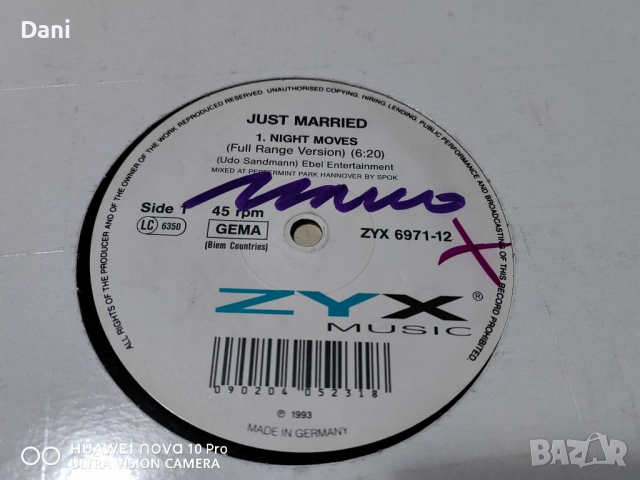 Dani
ALL RIGHTS OF THE PRODUCER AND OF THE OWNER OF THE WORK REPRODUCED RESERVED. UNAUTHORISED COPYING, HIRING, LENDING, PUBLIC PERFORMANCE AND BROADCASTING OF THIS RECORD PROHIBITED.
JUST MARRIED
1. NIGHT MOVES
(Full Range Version) (6:20)
(Udo Sandmann) Ebel Entertainment
MIXED AT PEPPERMINT PARK HANNOVER BY SPOK
Side 1 45 rpm
LC 6350 GEMA ZYX 6971-12
(Biem Countries)
X
ZYX ®
MUSIC
0 90204 052318
℗ 1993
MADE IN GERMANY
HUAWEI nova 10 Pro
ULTRA VISION CAMERA
BAZAR